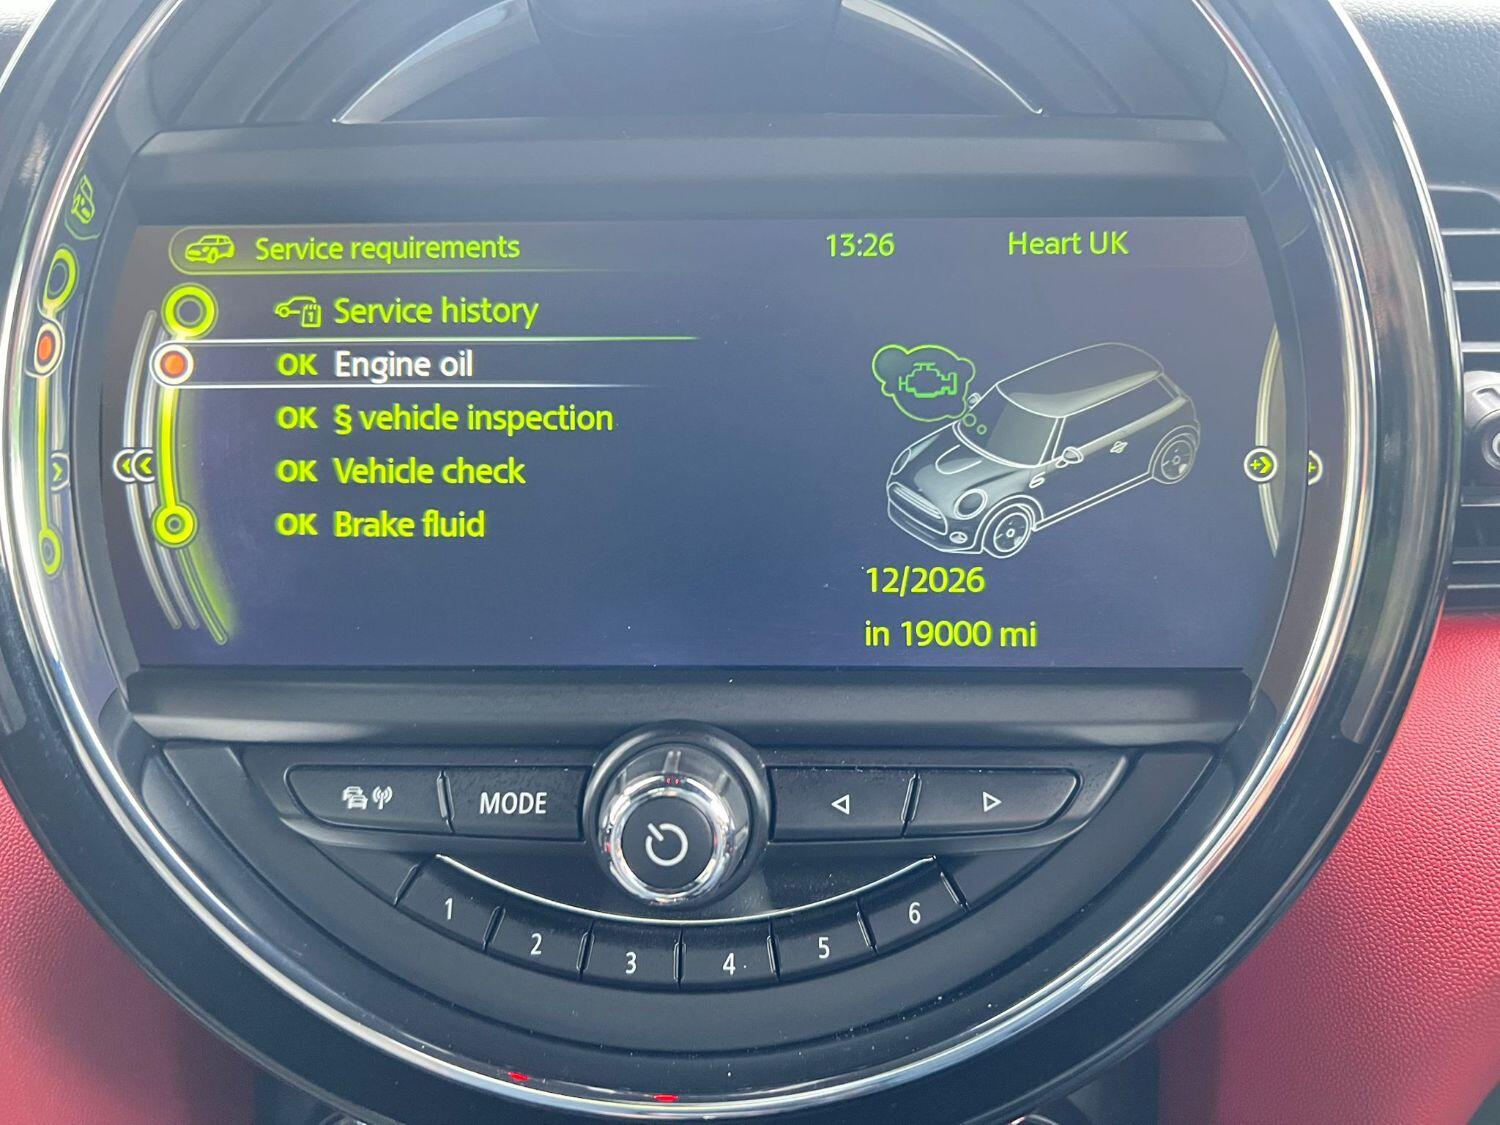 Service requirements 13:26 Heart UK
Service history
OK Engine oil
OK § vehicle inspection
OK Vehicle check
OK Brake fluid
12/2026
in 19000 mi
MODE
1 2 3 4 5 6